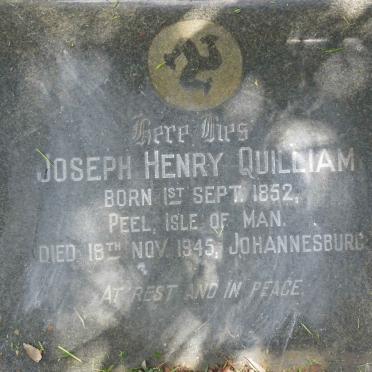 Here Lies
JOSEPH HENRY QUILLIAM
BORN 1ST SEPT. 1852,
PEEL, ISLE OF MAN.
DIED 18TH NOV. 1945, JOHANNESBURG
AT REST AND IN PEACE.